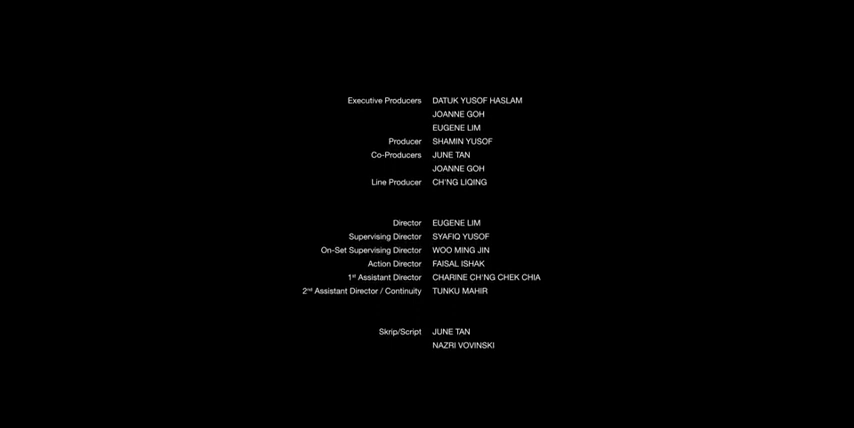 Executive Producers DATUK YUSOF HASLAM
JOANNE GOH
EUGENE LIM
Producer SHAMIN YUSOF
Co-Producers JUNE TAN
JOANNE GOH
Line Producer CH'NG LIQING
Director EUGENE LIM
Supervising Director SYAFIQ YUSOF
On-Set Supervising Director WOO MING JIN
Action Director FAISAL ISHAK
1st Assistant Director CHARINE CH'NG CHEK CHIA
2nd Assistant Director / Continuity TUNKU MAHIR
Skrip/Script JUNE TAN
NAZRI VOVINSKI